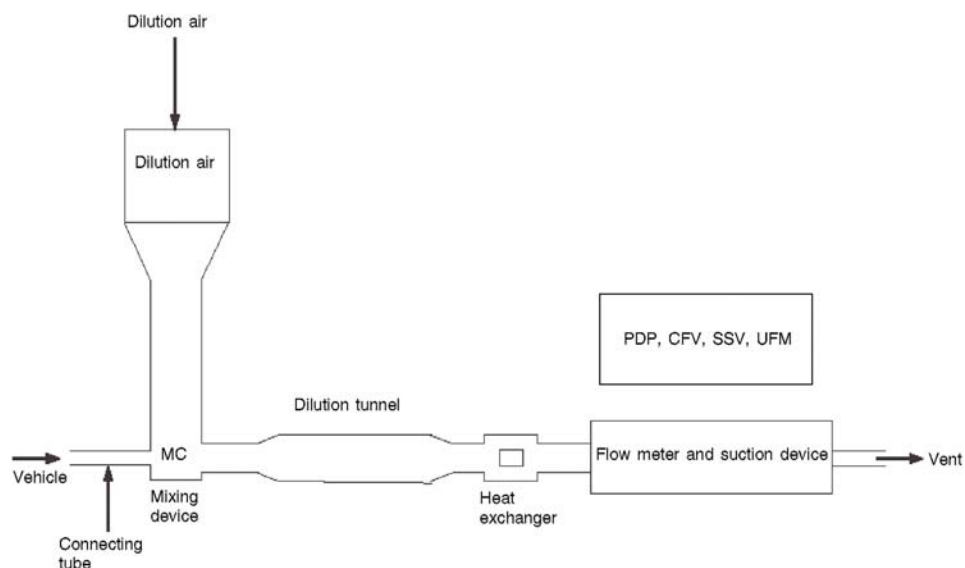 Dilution air
Dilution air
PDP, CFV, SSV, UFM
Dilution tunnel
MC
Flow meter and suction device
Vent
Vehicle
Mixing
device
Heat
exchanger
Connecting
tube